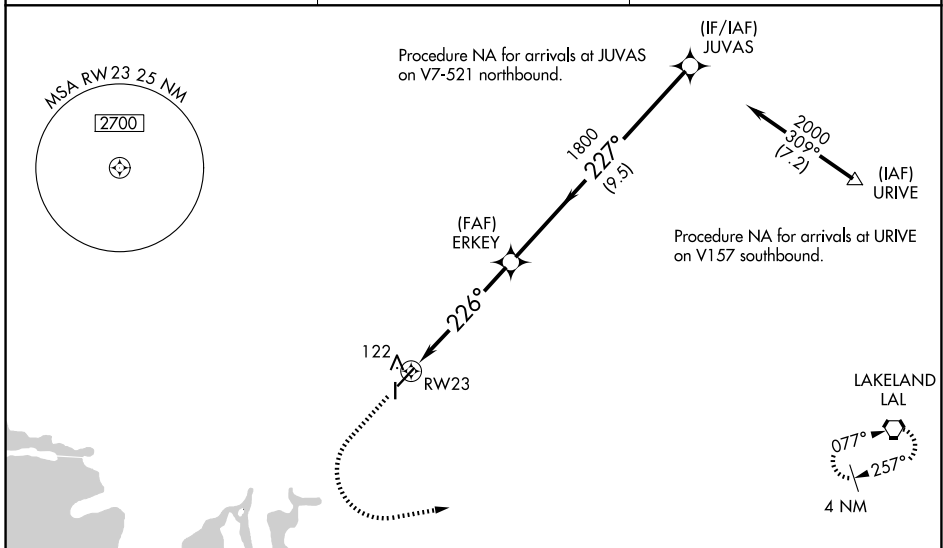 (IF/IAF)
JUVAS
Procedure NA for arrivals at JUVAS
on V7-521 northbound.
MSA RW23 25 NM
2700
1800
227°
(9.5)
2000
309°
(7.2)
(IAF)
URIVE
(FAF)
ERKEY
Procedure NA for arrivals at URIVE
on V157 southbound.
226°
122
RW23
LAKELAND
LAL
077°
257°
4 NM